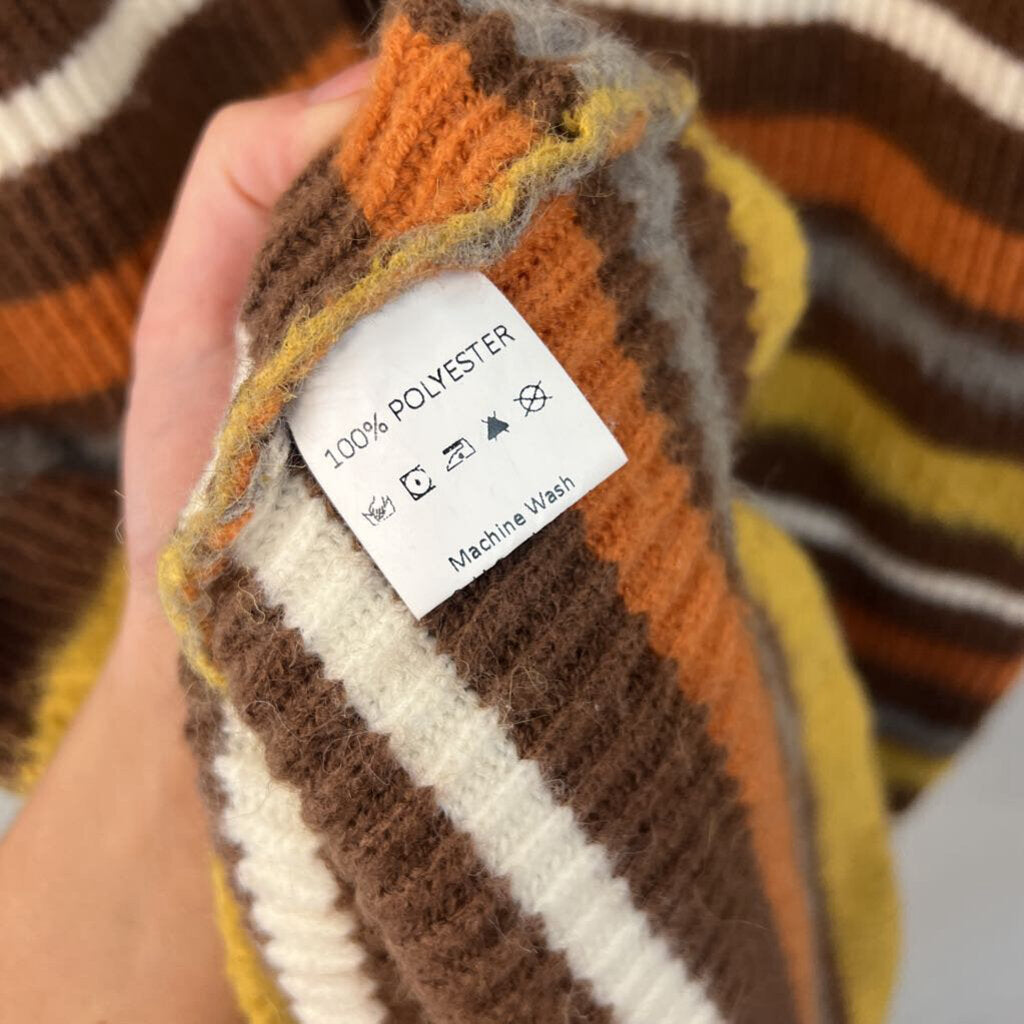 100% POLYESTER
Machine Wash